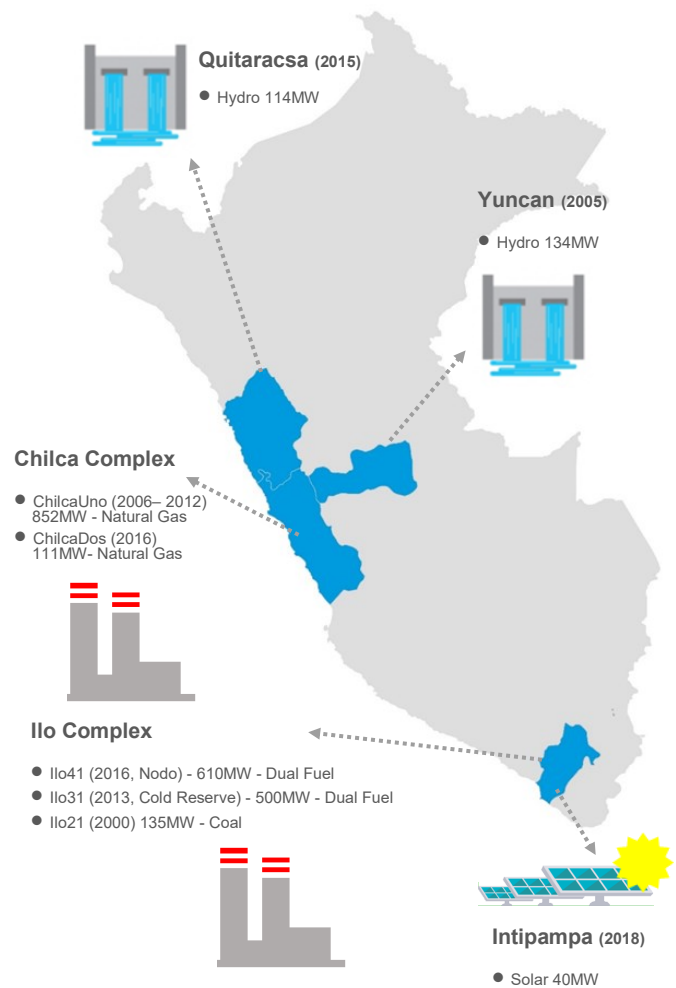 Quitaracsa (2015)
● Hydro 114MW
Yuncan (2005)
● Hydro 134MW
Chilca Complex
● ChilcaUno (2006– 2012)
852MW - Natural Gas
● ChilcaDos (2016)
111MW- Natural Gas
Ilo Complex
● Ilo41 (2016, Nodo) - 610MW - Dual Fuel
● Ilo31 (2013, Cold Reserve) - 500MW - Dual Fuel
● Ilo21 (2000) 135MW - Coal
Intipampa (2018)
● Solar 40MW